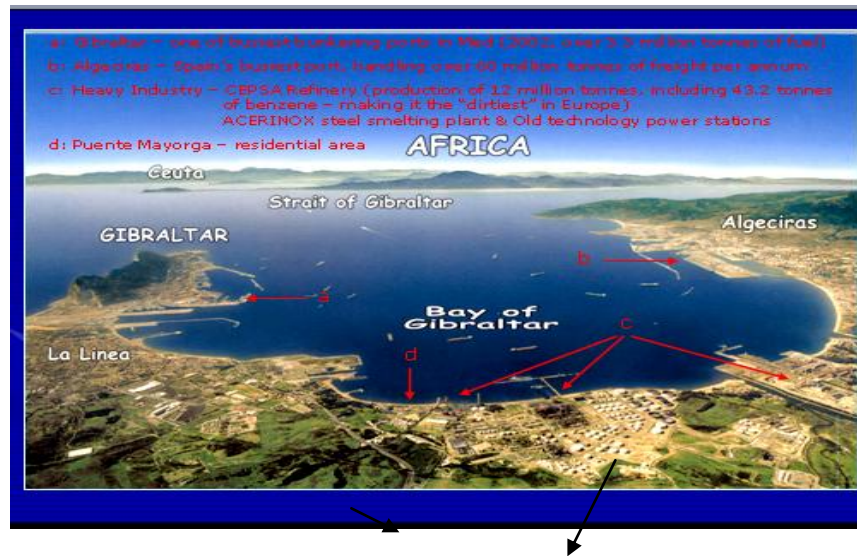 a: Gibraltar – one of busiest bunkering ports in Med (2002, over 3.3 million tonnes of fuel)
b: Algeciras – Spain's busiest port, handling over 60 million tonnes of freight per annum
c: Heavy Industry – CEPSA Refinery (production of 12 million tonnes, including 43.2 tonnes
of benzene – making it the "dirtiest" in Europe)
ACERINOX steel smelting plant & Old technology power stations
d: Puente Mayorga – residential area
AFRICA
Ceuta
Strait of Gibraltar
Algeciras
GIBRALTAR
b
a
Bay of
Gibraltar
c
La Linea
d